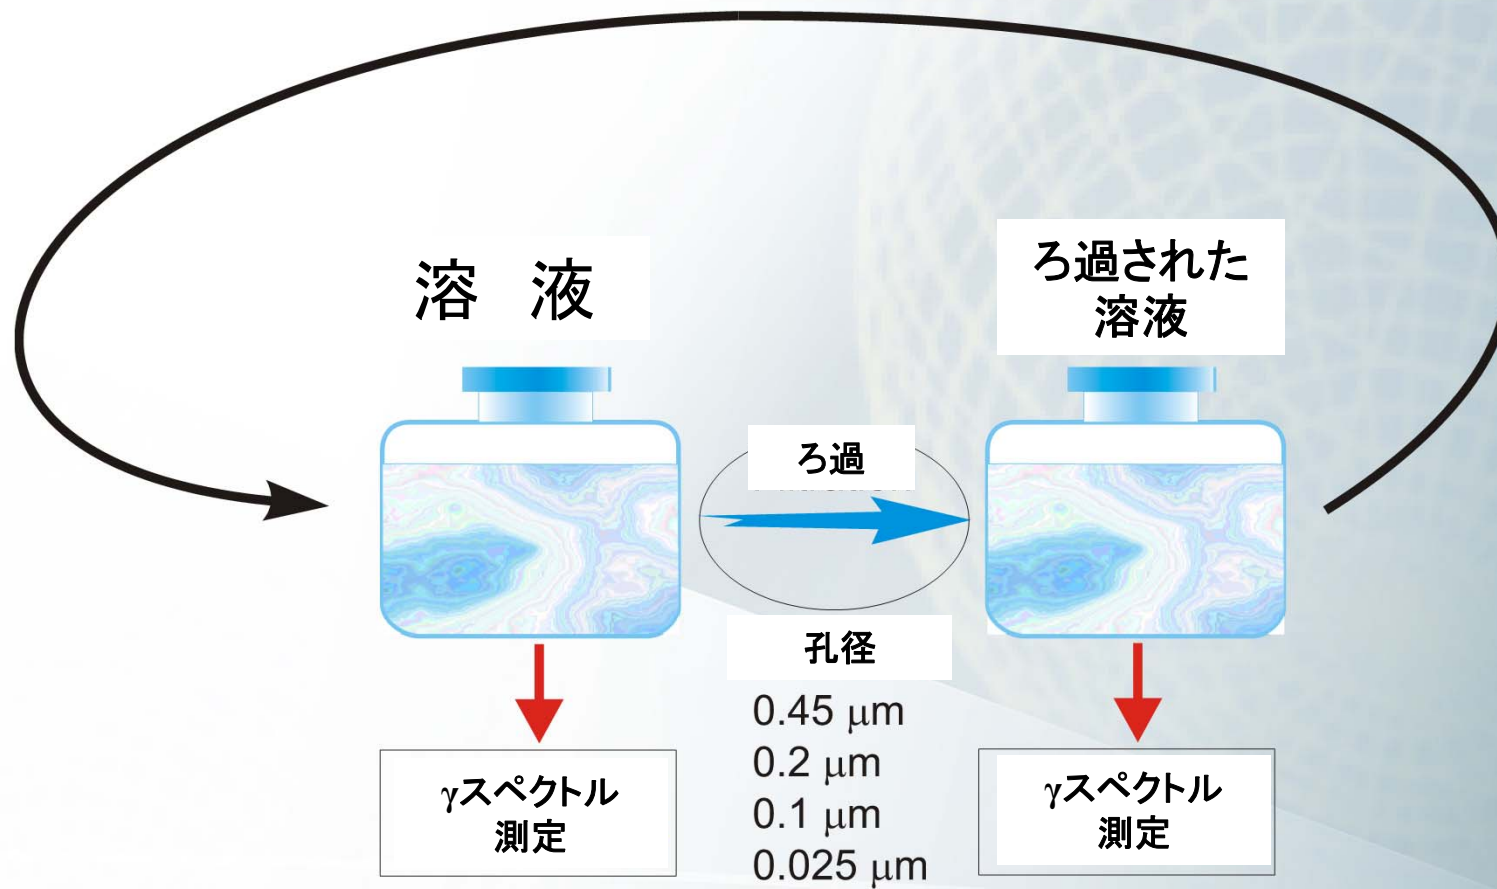 溶　液
ろ過された
溶液
ろ過
孔径
0.45 μm
0.2 μm
0.1 μm
0.025 μm
γスペクトル
測定
γスペクトル
測定